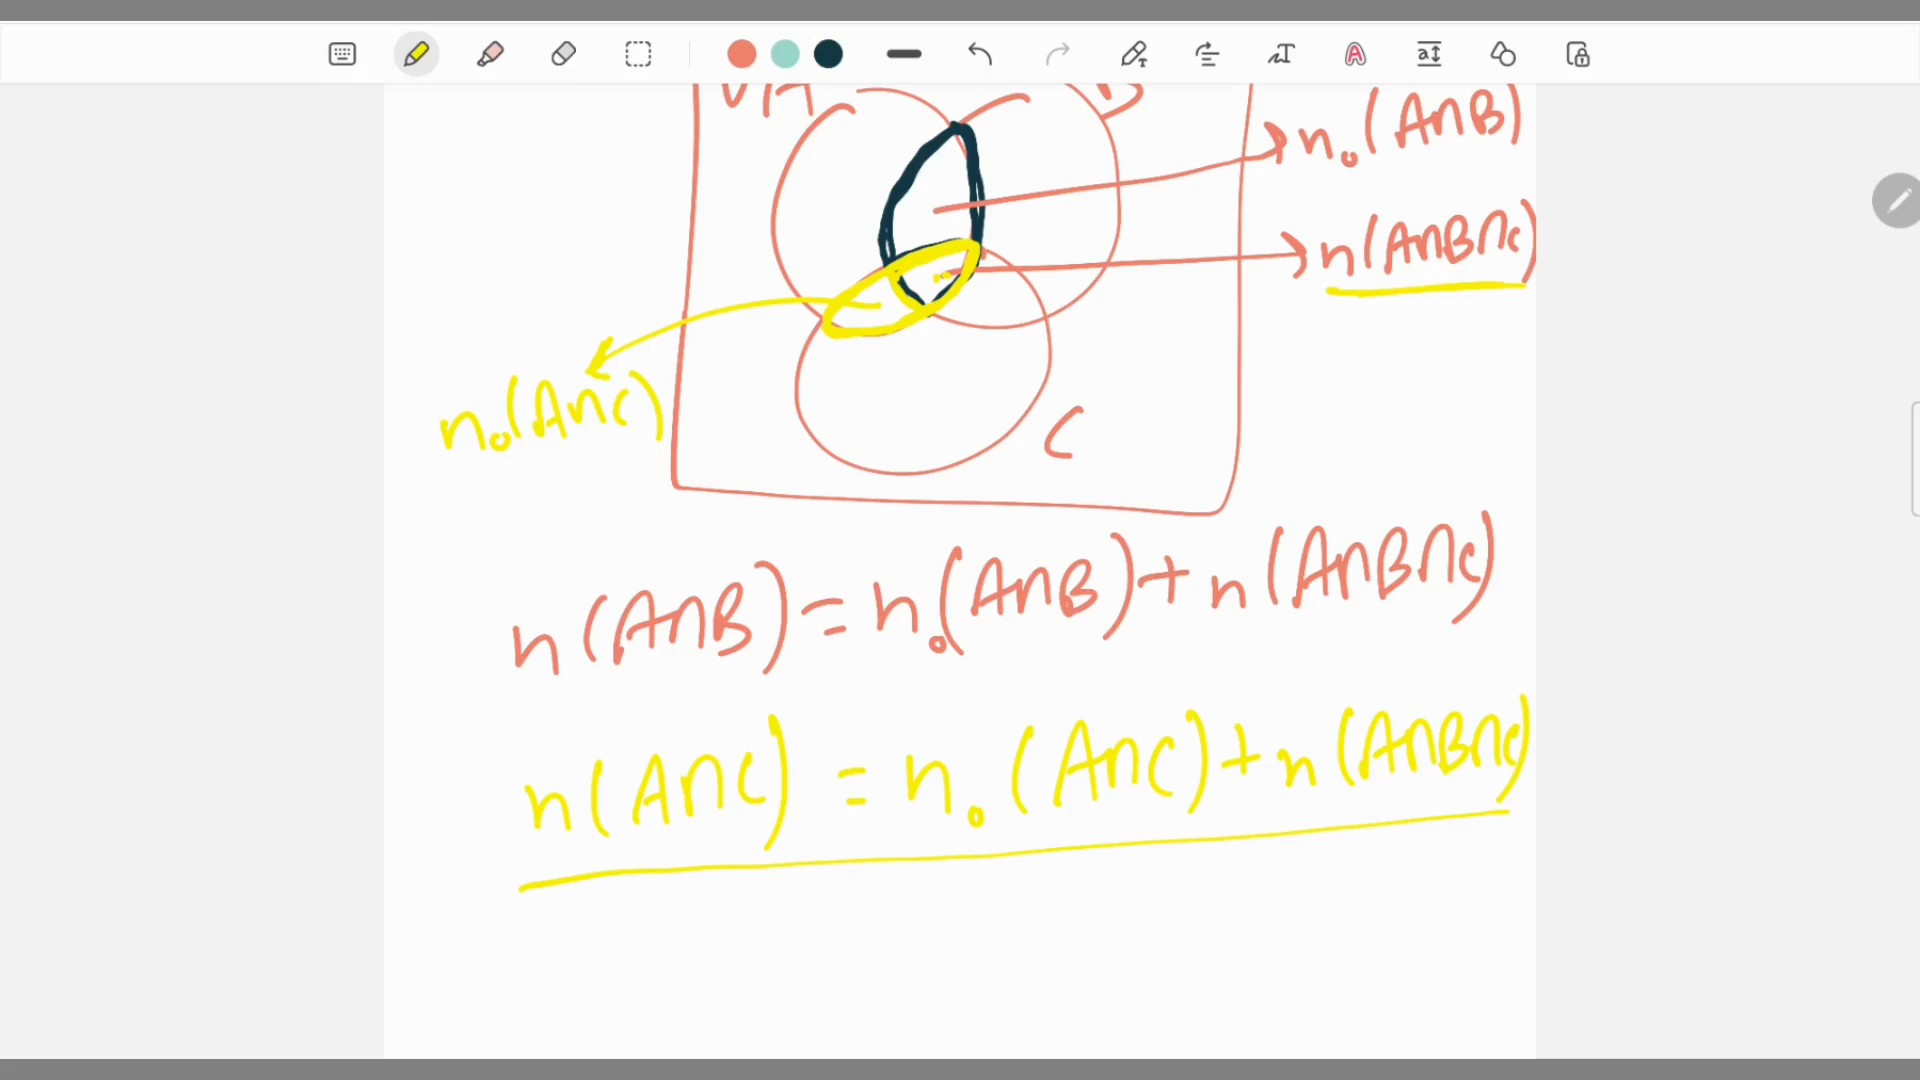 n₀(A∩B)
n(A∩B∩C)
n₀(A∩C)
C
n(A∩B) = n₀(A∩B) + n(A∩B∩C)
n(A∩C) = n₀(A∩C) + n(A∩B∩C)